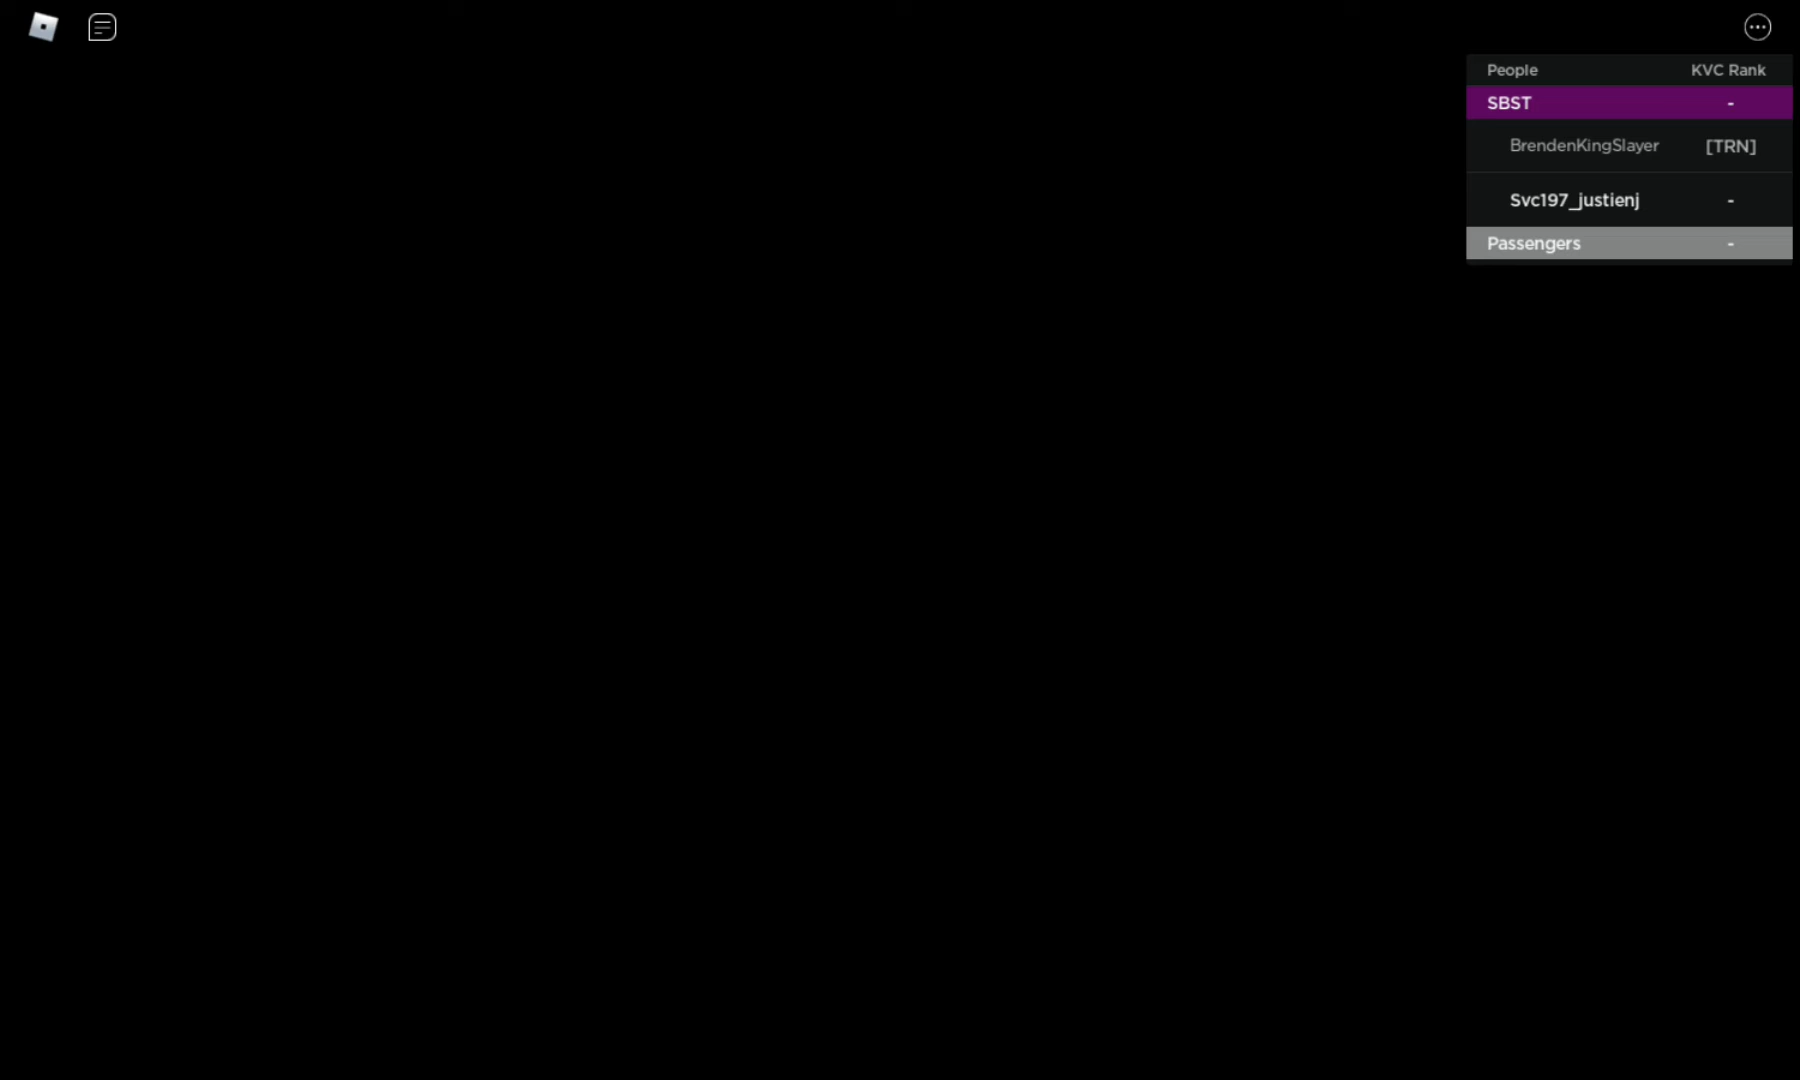 People KVC Rank
SBST -
BrendenKingSlayer [TRN]
Svc197_justienj -
Passengers -